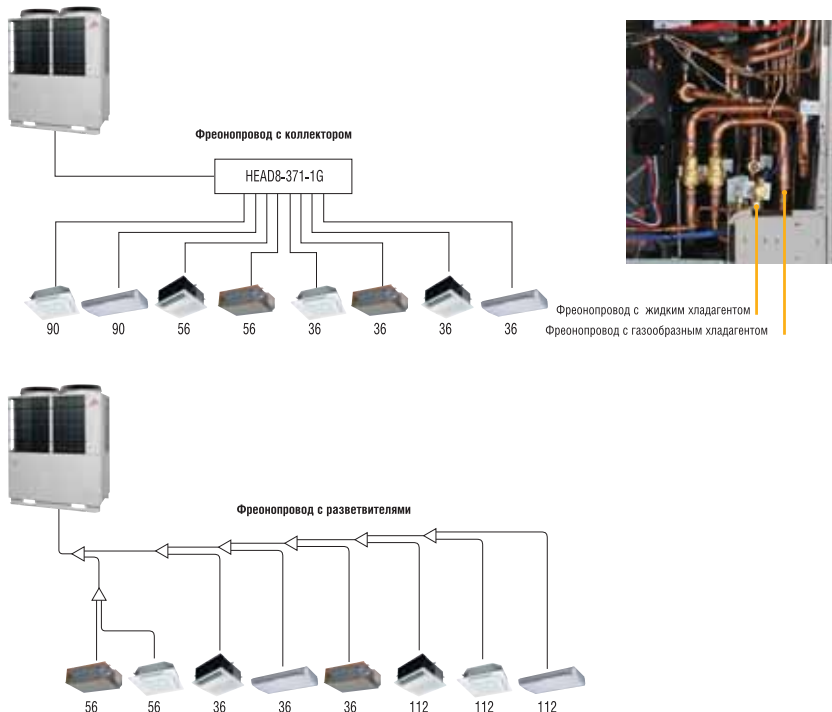 Фреонопровод с коллектором
HEAD8-371-1G
90 90 56 56 36 36 36 36
Фреонопровод с жидким хладагентом
Фреонопровод с газообразным хладагентом
Фреонопровод с разветвителями
56 56 36 36 36 112 112 112